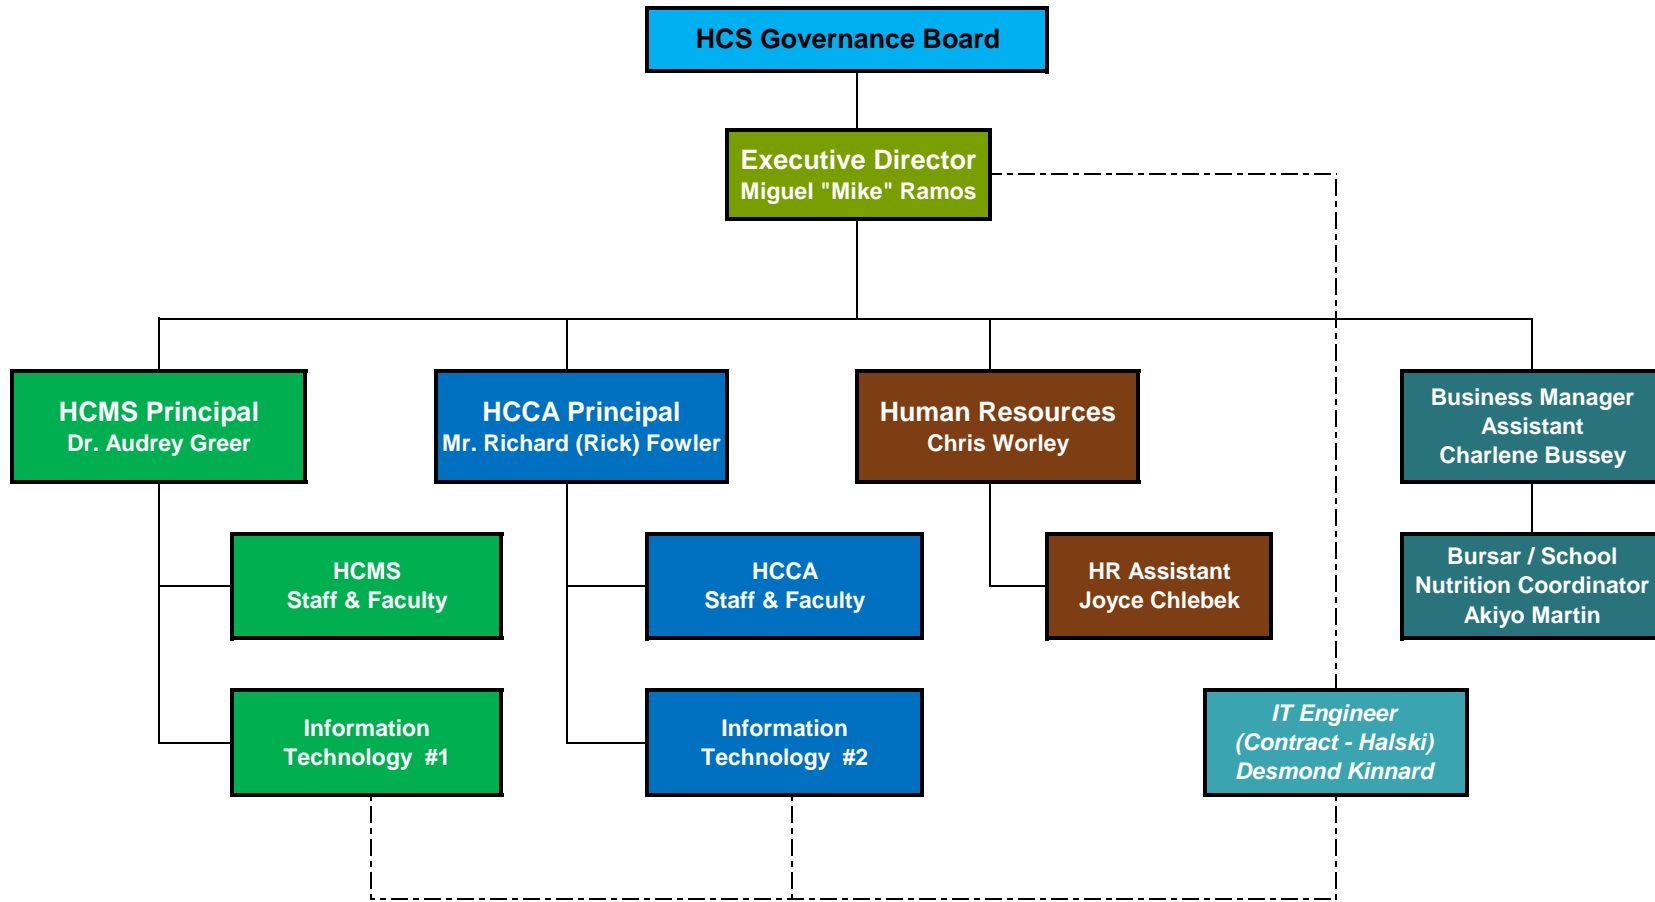 HCS Governance Board
Executive Director
Miguel "Mike" Ramos
HCMS Principal
Dr. Audrey Greer
HCCA Principal
Mr. Richard (Rick) Fowler
Human Resources
Chris Worley
Business Manager
Assistant
Charlene Bussey
HCMS
Staff & Faculty
HCCA
Staff & Faculty
HR Assistant
Joyce Chlebek
Bursar / School
Nutrition Coordinator
Akiyo Martin
Information
Technology  #1
Information
Technology  #2
IT Engineer
(Contract - Halski)
Desmond Kinnard